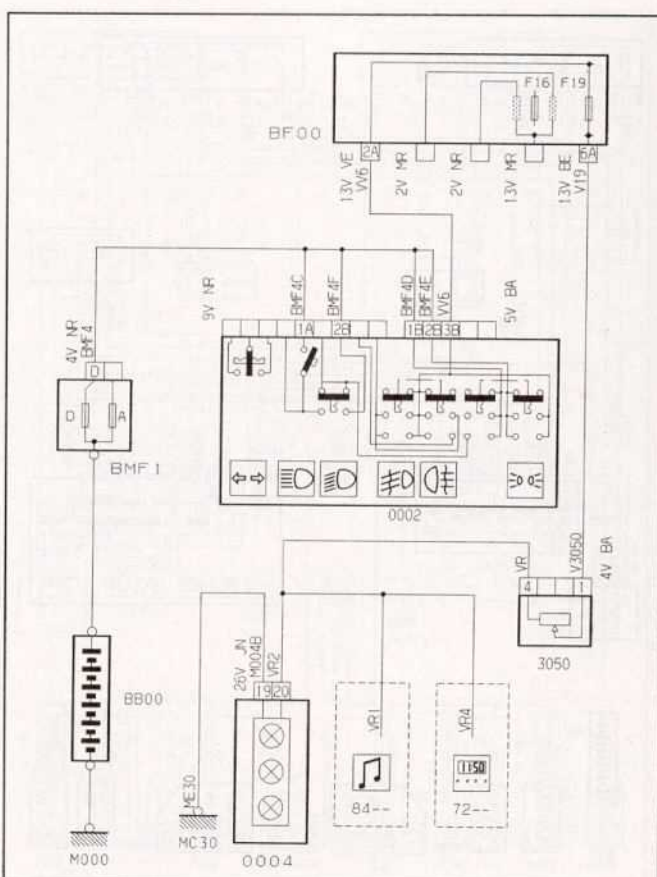 F16 F19
BF00
2A 6A
13V VE
VV6
2V MR
2V NR
13V MR
13V BE
V19
9V NR
BMF4C
BMF4F
BMF4D
BMF4E
VV6
5V BA
4V NR
BMF4
1A 2B 1B 2B 3B
D
D A
BMF1
0002
VR
V3050
4V BA
4 1
3050
26V JN
M004B
VR2
19 20
BB00
VR1
VR4
11:50
84--
72--
ME30
MC30
0004
M000